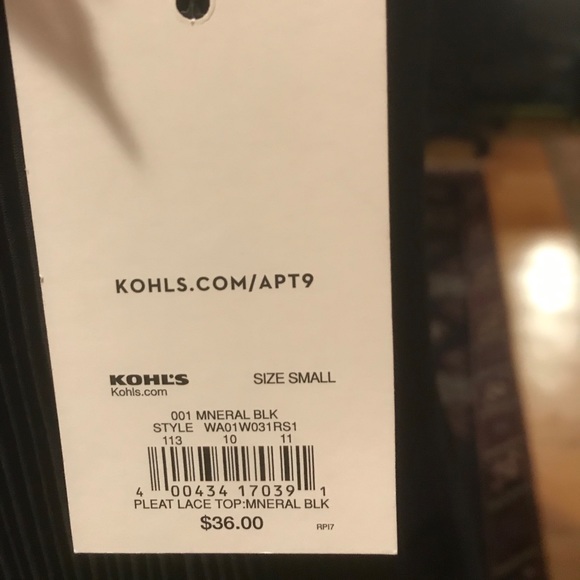 KOHLS.COM/APT9
KOHL'S SIZE SMALL
Kohls.com
001 MNERAL BLK
STYLE WA01W031RS1
113 10 11
4 00434 17039 1
PLEAT LACE TOP:MNERAL BLK
$36.00 RPI7